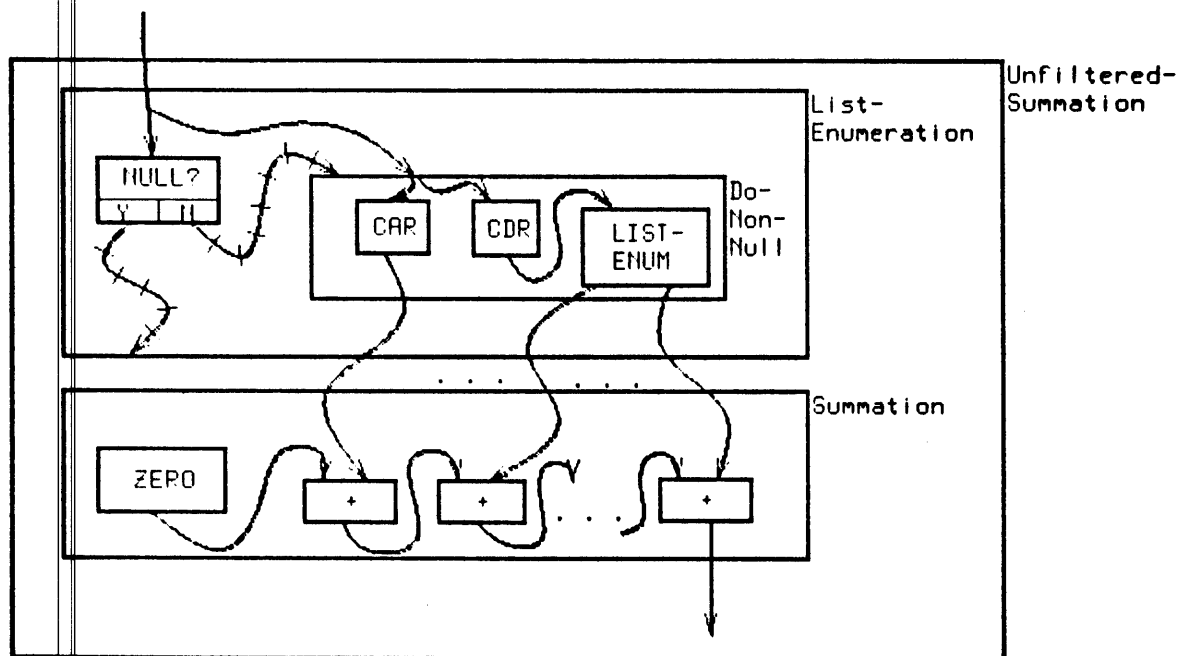 Unfiltered-
Summation
List-
Enumeration
NULL?
Y N
Do-
Non-
Null
CAR
CDR
LIST-
ENUM
. . . . . .
Summation
ZERO
+ + +
. . .